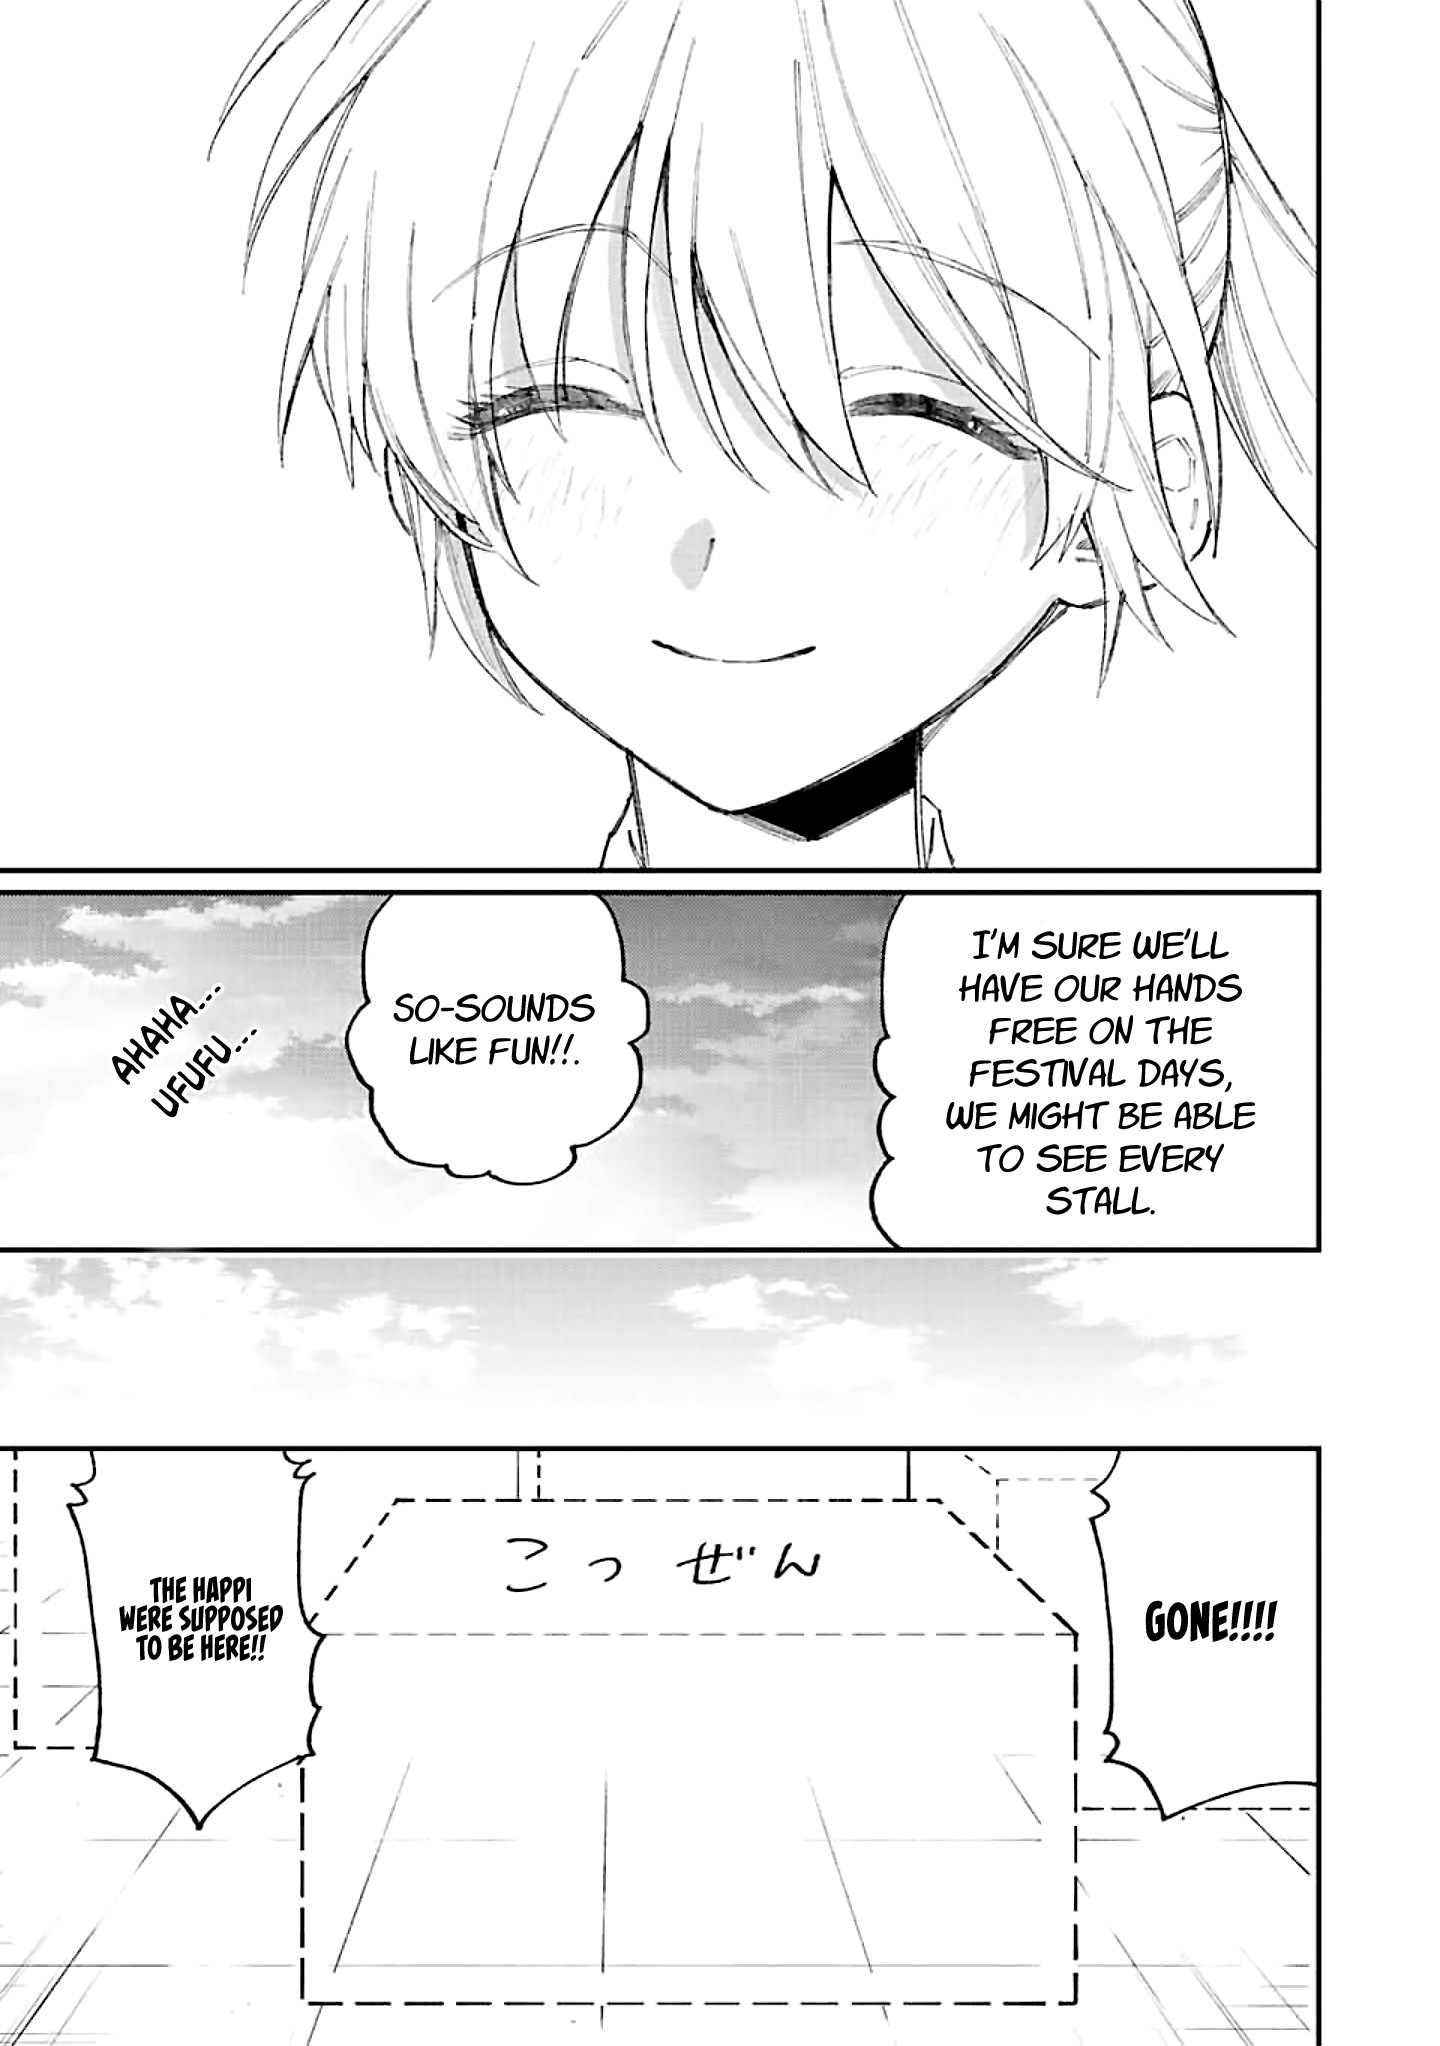 I'M SURE WE'LL
HAVE OUR HANDS
FREE ON THE
FESTIVAL DAYS,
WE MIGHT BE ABLE
TO SEE EVERY
STALL.
SO-SOUNDS
LIKE FUN!!.
AHAHA...
UFUFU...
GONE!!!!
こつぜん
THE HAPPI
WERE SUPPOSED
TO BE HERE!!